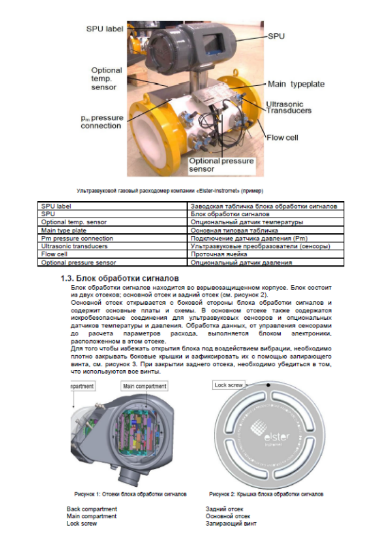 SPU label
SPU
Optional
temp.
sensor
Main typeplate
Ultrasonic
Transducers
pm pressure
connection
Flow cell
Optional pressure
sensor
Ультразвуковой газовый расходомер компании «Elster-Instromet» (пример)
SPU label Заводская табличка блока обработки сигналов
SPU Блок обработки сигналов
Optional temp. sensor Опциональный датчик температуры
Main type plate Основная типовая табличка
Pm pressure connection Подключение датчика давления (Pm)
Ultrasonic transducers Ультразвуковые преобразователи (сенсоры)
Flow cell Проточная ячейка
Optional pressure sensor Опциональный датчик давления
1.3. Блок обработки сигналов
Блок обработки сигналов находится во взрывозащищенном корпусе. Блок состоит
из двух отсеков; основной отсек и задний отсек (см. рисунок 2).
Основной отсек открывается с боковой стороны блока обработки сигналов и
содержит основные платы и схемы. В основном отсеке также содержатся
искробезопасные соединения для ультразвуковых сенсоров и опциональных
датчиков температуры и давления. Обработка данных, от управления сенсорами
до расчета параметров расхода, выполняется блоком электроники,
расположенном в этом отсеке.
Для того чтобы избежать открытия блока под воздействием вибрации, необходимо
плотно закрывать боковые крышки и зафиксировать их с помощью запирающего
винта, см. рисунок 3. При закрытии заднего отсека, необходимо убедиться в том,
что используются все винты.
partment
Main compartment
Lock screw
elster
Рисунок 1: Отсеки блока обработки сигналов
Рисунок 2: Крышка блока обработки сигналов
Back compartment Задний отсек
Main compartment Основной отсек
Lock screw Запирающий винт